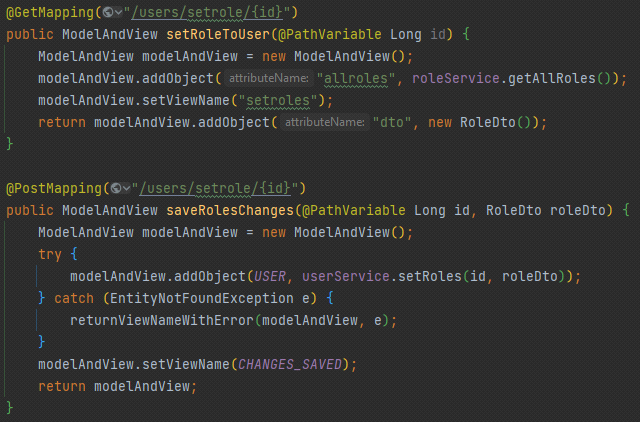 @GetMapping("/users/setrole/{id}")
public ModelAndView setRoleToUser(@PathVariable Long id) {
    ModelAndView modelAndView = new ModelAndView();
    modelAndView.addObject( attributeName: "allroles", roleService.getAllRoles());
    modelAndView.setViewName("setroles");
    return modelAndView.addObject( attributeName: "dto", new RoleDto());
}

@PostMapping("/users/setrole/{id}")
public ModelAndView saveRolesChanges(@PathVariable Long id, RoleDto roleDto) {
    ModelAndView modelAndView = new ModelAndView();
    try {
        modelAndView.addObject(USER, userService.setRoles(id, roleDto));
    } catch (EntityNotFoundException e) {
        returnViewNameWithError(modelAndView, e);
    }
    modelAndView.setViewName(CHANGES_SAVED);
    return modelAndView;
}